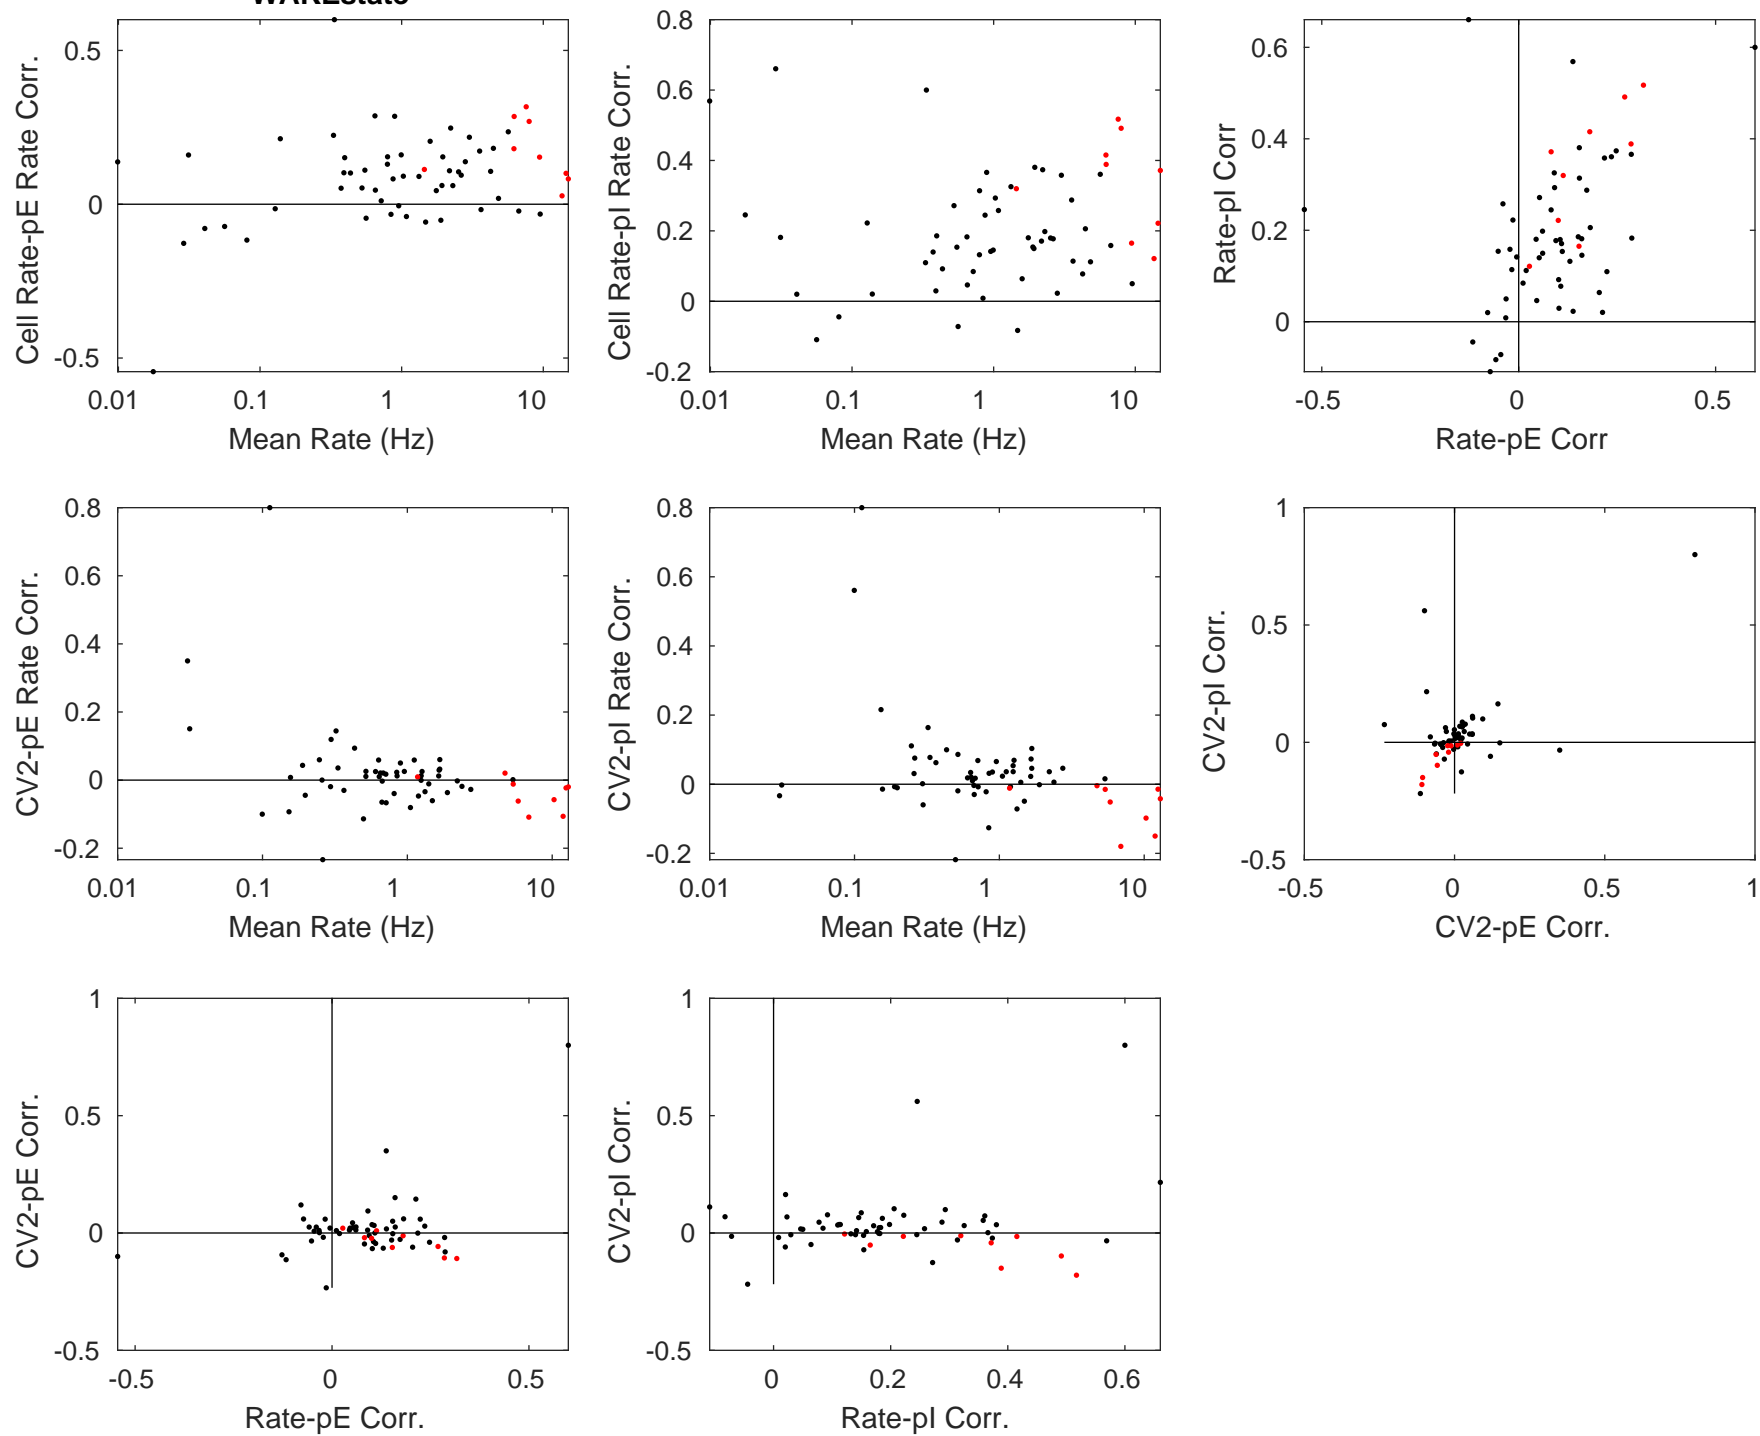 WAKEstate
0.5
0
-0.5
0.01 0.1 1 10
Cell Rate-pE Rate Corr.
Mean Rate (Hz)
0.8
0.6
0.4
0.2
0
-0.2
0.01 0.1 1 10
Cell Rate-pI Rate Corr.
Mean Rate (Hz)
0.6
0.4
0.2
0
-0.5 0 0.5
Rate-pI Corr
Rate-pE Corr
0.8
0.6
0.4
0.2
0
-0.2
0.01 0.1 1 10
CV2-pE Rate Corr.
Mean Rate (Hz)
0.8
0.6
0.4
0.2
0
-0.2
0.01 0.1 1 10
CV2-pI Rate Corr.
Mean Rate (Hz)
1
0.5
0
-0.5
-0.5 0 0.5 1
CV2-pI Corr.
CV2-pE Corr.
1
0.5
0
-0.5
-0.5 0 0.5
CV2-pE Corr.
Rate-pE Corr.
1
0.5
0
-0.5
0 0.2 0.4 0.6
CV2-pI Corr.
Rate-pI Corr.